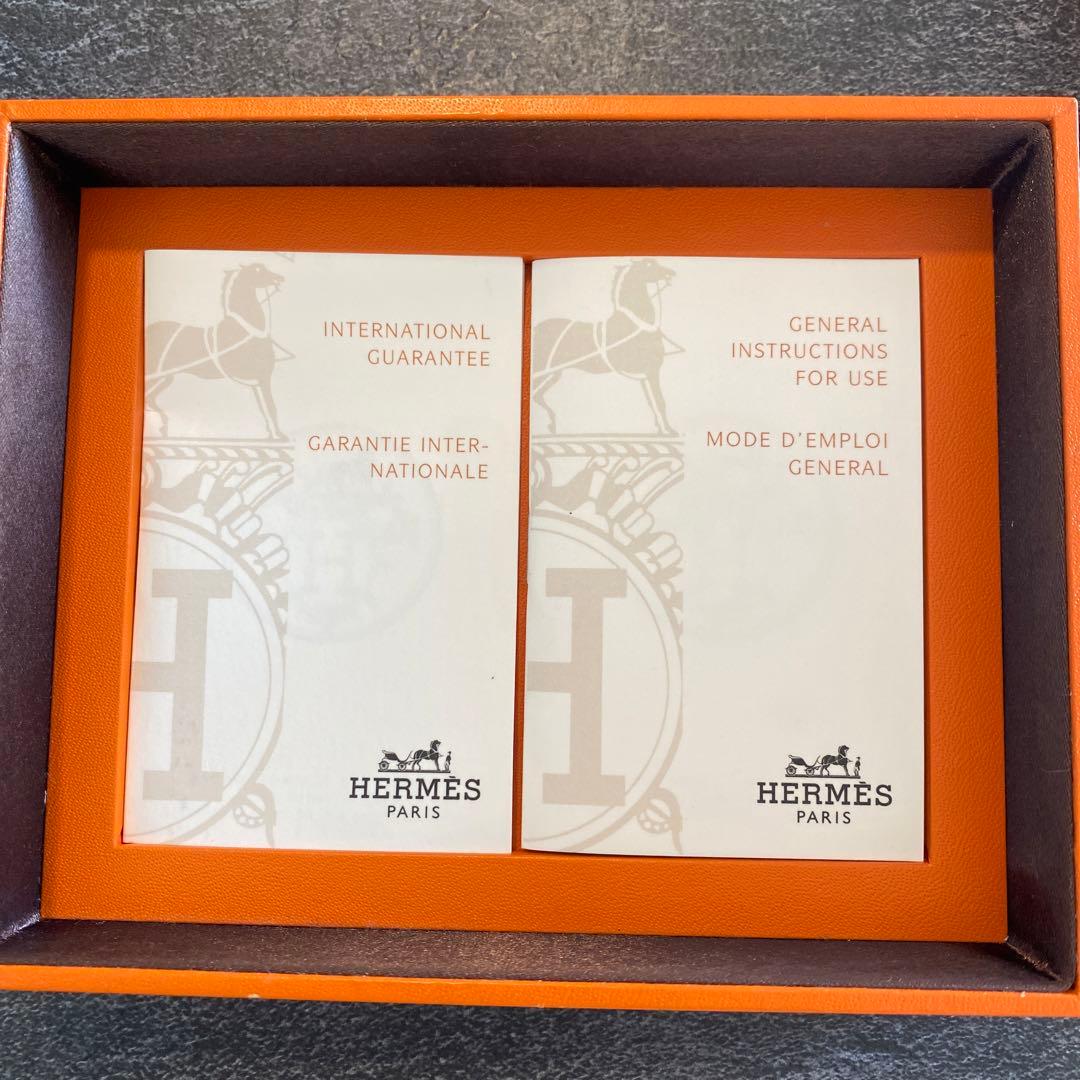 INTERNATIONAL
GUARANTEE
GARANTIE INTER-
NATIONALE
HERMÈS
PARIS
GENERAL
INSTRUCTIONS
FOR USE
MODE D'EMPLOI
GENERAL
HERMÈS
PARIS